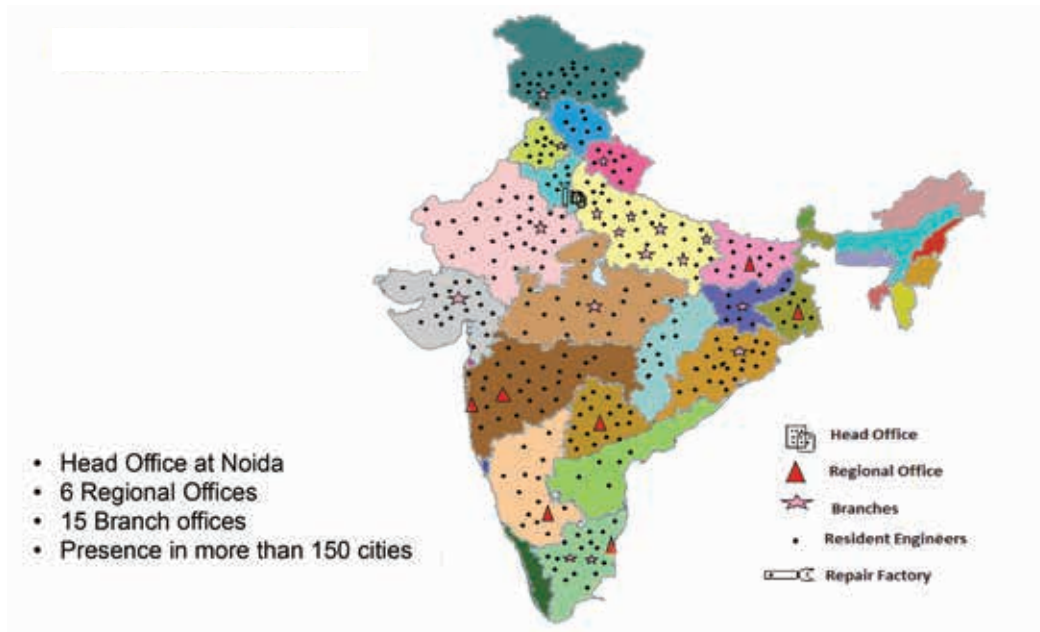 • Head Office at Noida
• 6 Regional Offices
• 15 Branch offices
• Presence in more than 150 cities
Head Office
Regional Office
Branches
Resident Engineers
Repair Factory